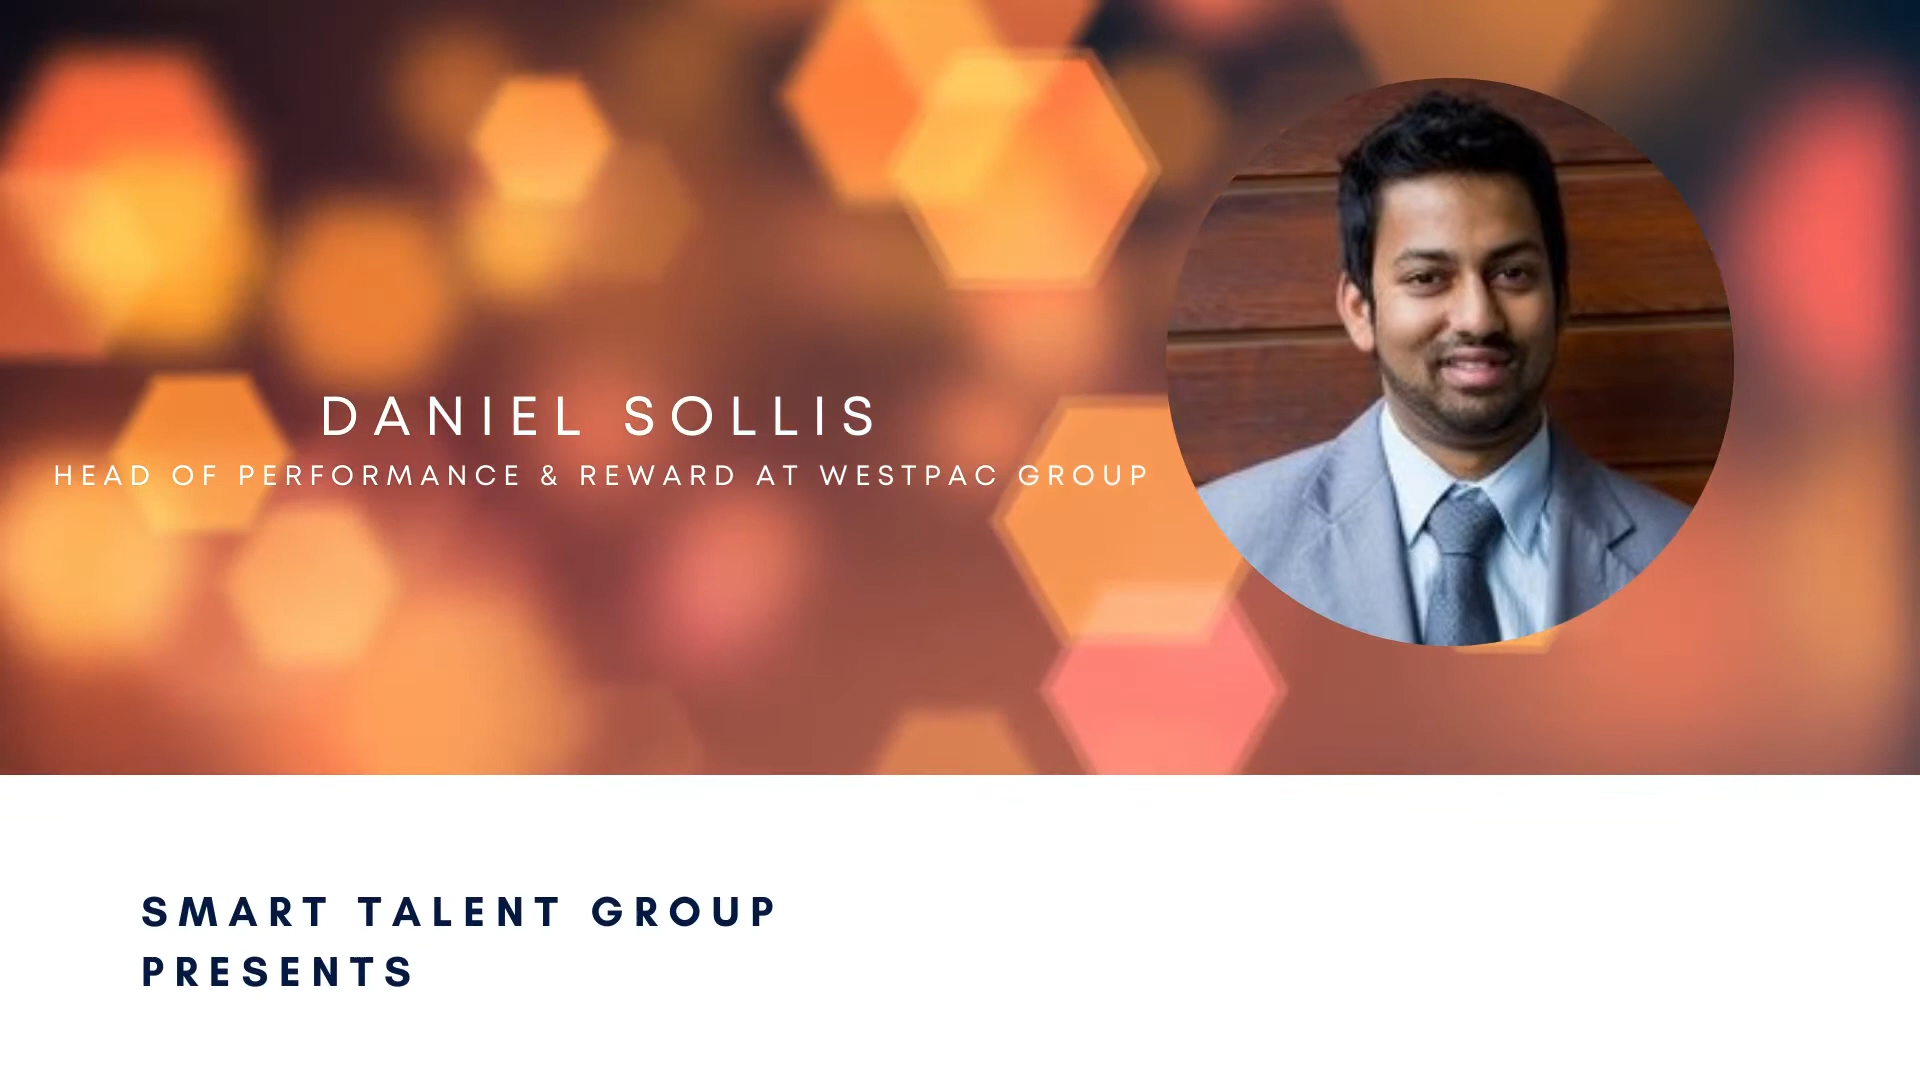 DANIEL SOLLIS
HEAD OF PERFORMANCE & REWARD AT WESTPAC GROUP
SMART TALENT GROUP
PRESENTS